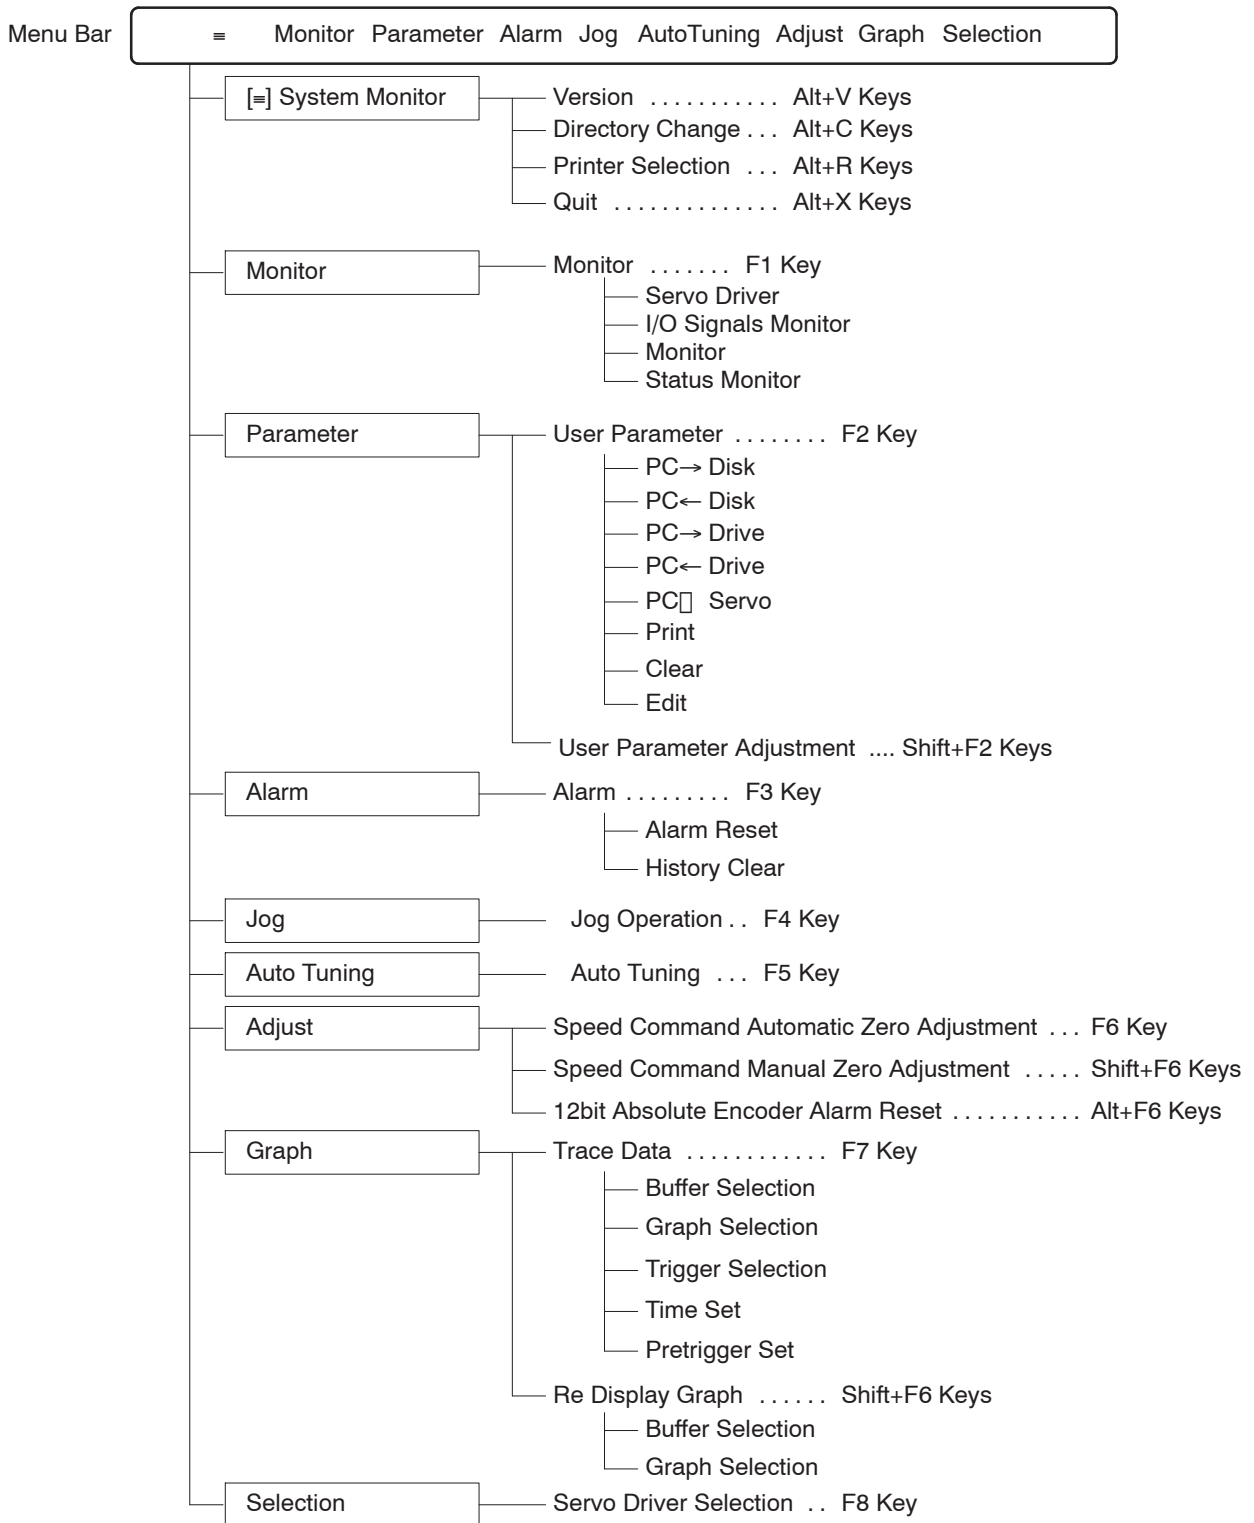 Menu Bar ≡ Monitor Parameter Alarm Jog AutoTuning Adjust Graph Selection
[≡] System Monitor Version . . . . . . . . . . . Alt+V Keys
Directory Change . . . Alt+C Keys
Printer Selection . . . Alt+R Keys
Quit . . . . . . . . . . . . . . Alt+X Keys
Monitor Monitor . . . . . . . F1 Key
Servo Driver
I/O Signals Monitor
Monitor
Status Monitor
Parameter User Parameter . . . . . . . . F2 Key
PC→ Disk
PC← Disk
PC→ Drive
PC← Drive
PC▯ Servo
Print
Clear
Edit
User Parameter Adjustment .... Shift+F2 Keys
Alarm Alarm . . . . . . . . . F3 Key
Alarm Reset
History Clear
Jog Jog Operation . . F4 Key
Auto Tuning Auto Tuning . . . F5 Key
Adjust Speed Command Automatic Zero Adjustment . . . F6 Key
Speed Command Manual Zero Adjustment . . . . . Shift+F6 Keys
12bit Absolute Encoder Alarm Reset . . . . . . . . . . . Alt+F6 Keys
Graph Trace Data . . . . . . . . . . . . F7 Key
Buffer Selection
Graph Selection
Trigger Selection
Time Set
Pretrigger Set
Re Display Graph . . . . . . Shift+F6 Keys
Buffer Selection
Graph Selection
Selection Servo Driver Selection . . F8 Key